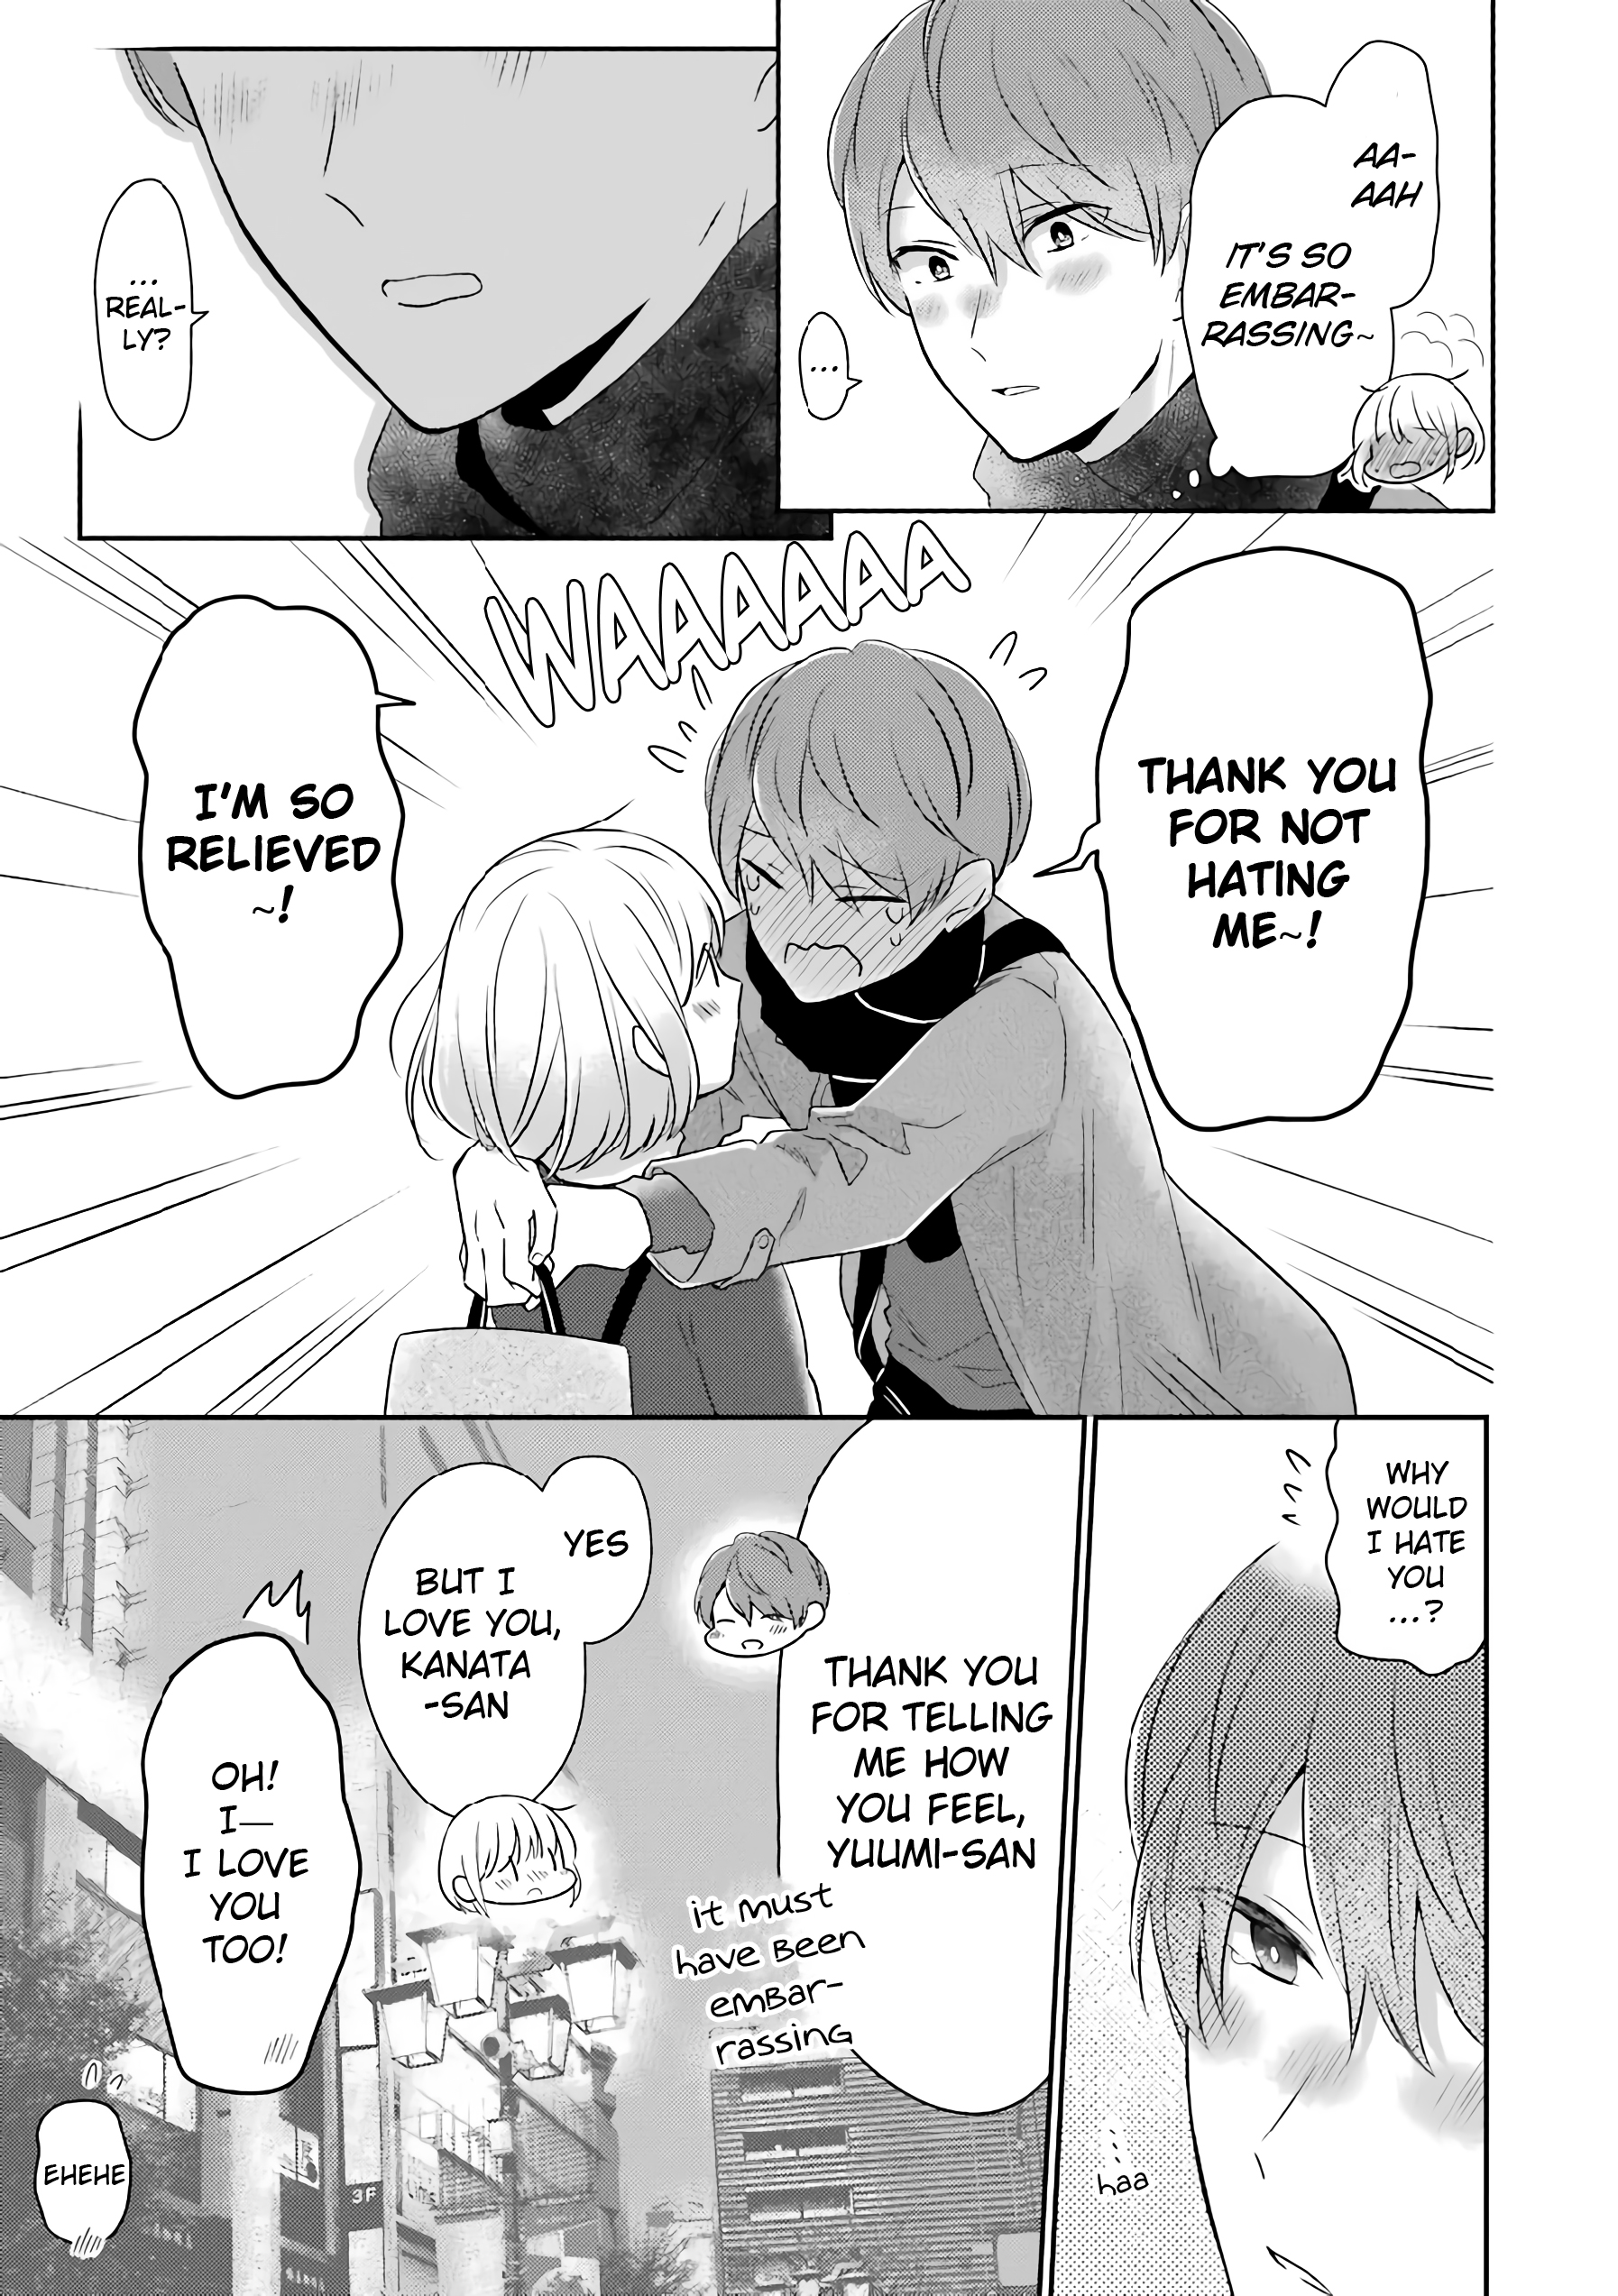 AA-
AAH
IT'S SO
EMBAR-
RASSING~
...
...
REAL-
LY?
WAAAAAA
THANK YOU
FOR NOT
HATING
ME~!
I'M SO
RELIEVED
~!
WHY
WOULD
I HATE
YOU
...?
...
haa
THANK YOU
FOR TELLING
ME HOW
YOU FEEL,
YUUMI-SAN
it must
have been
embar-
rassing
YES
BUT I
LOVE YOU,
KANATA
-SAN
OH!
I—
I LOVE
YOU
TOO!
EHEHE
3F